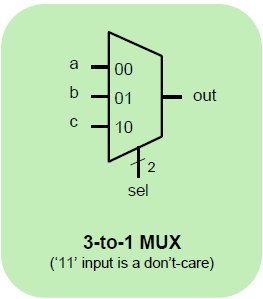 a
00
b
01
out
c
10
2
sel
3-to-1 MUX
(‘11’ input is a don’t-care)